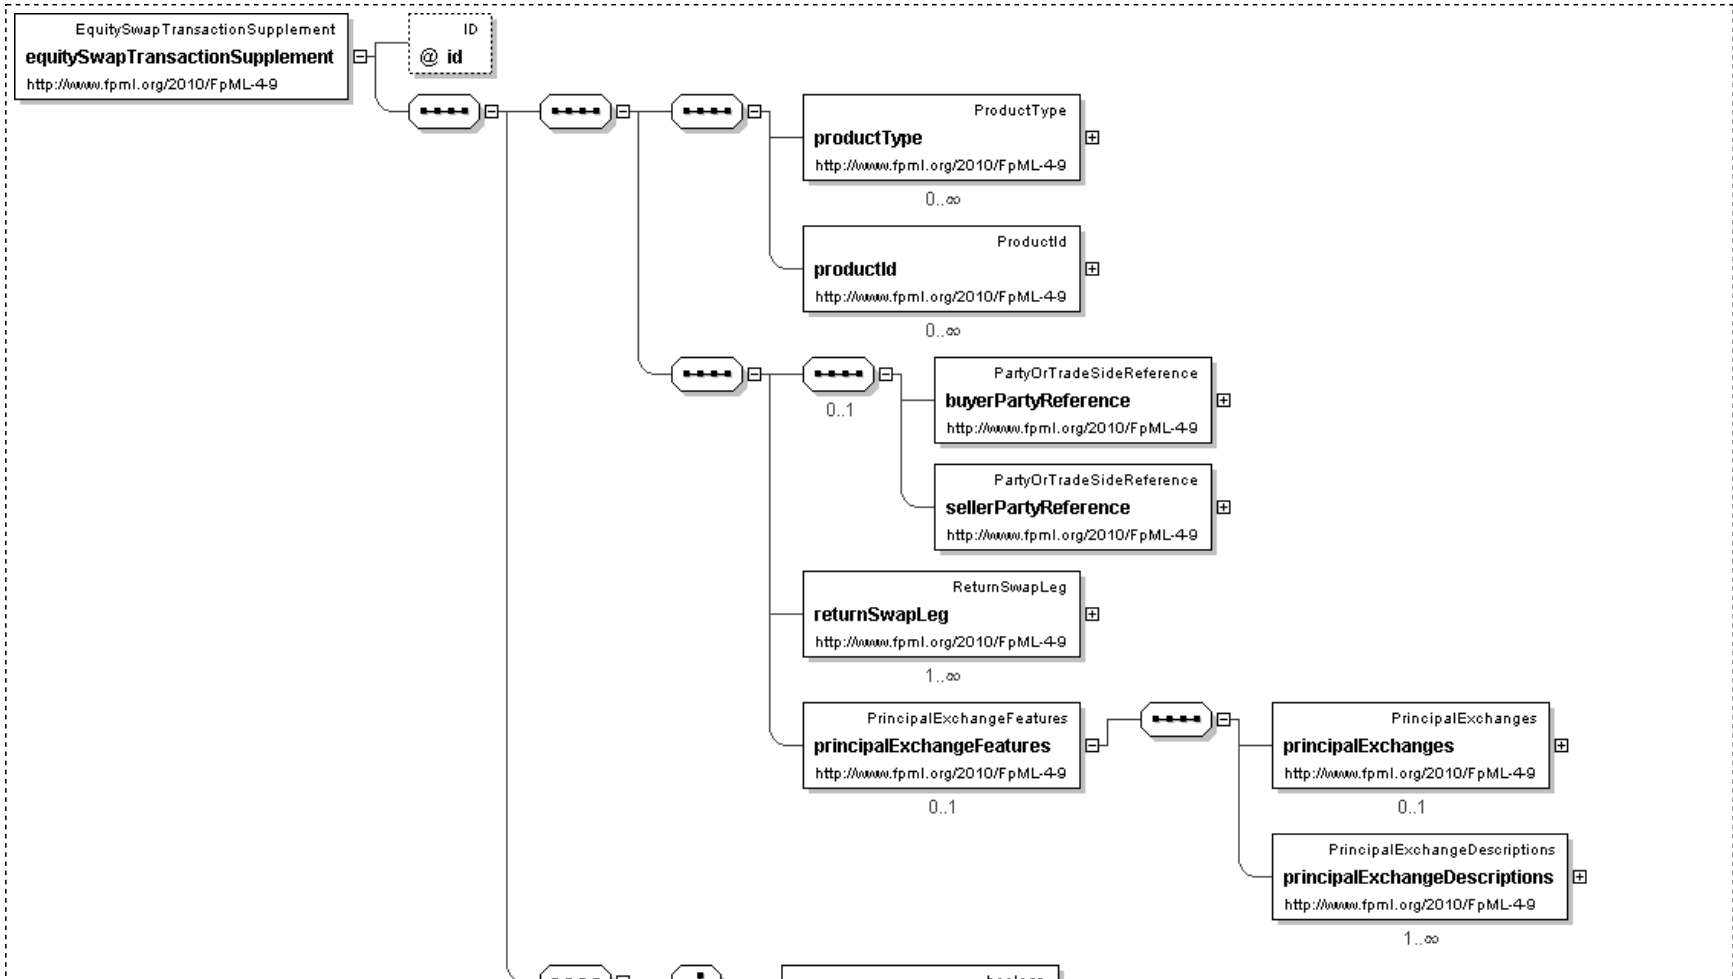 EquitySwapTransactionSupplement
equitySwapTransactionSupplement
http://www.fpml.org/2010/FpML-4-9
ID
@ id
ProductType
productType
http://www.fpml.org/2010/FpML-4-9
0..∞
ProductId
productId
http://www.fpml.org/2010/FpML-4-9
0..∞
PartyOrTradeSideReference
buyerPartyReference
http://www.fpml.org/2010/FpML-4-9
0..1
PartyOrTradeSideReference
sellerPartyReference
http://www.fpml.org/2010/FpML-4-9
ReturnSwapLeg
returnSwapLeg
http://www.fpml.org/2010/FpML-4-9
1..∞
PrincipalExchangeFeatures
principalExchangeFeatures
http://www.fpml.org/2010/FpML-4-9
0..1
PrincipalExchanges
principalExchanges
http://www.fpml.org/2010/FpML-4-9
0..1
PrincipalExchangeDescriptions
principalExchangeDescriptions
http://www.fpml.org/2010/FpML-4-9
1..∞